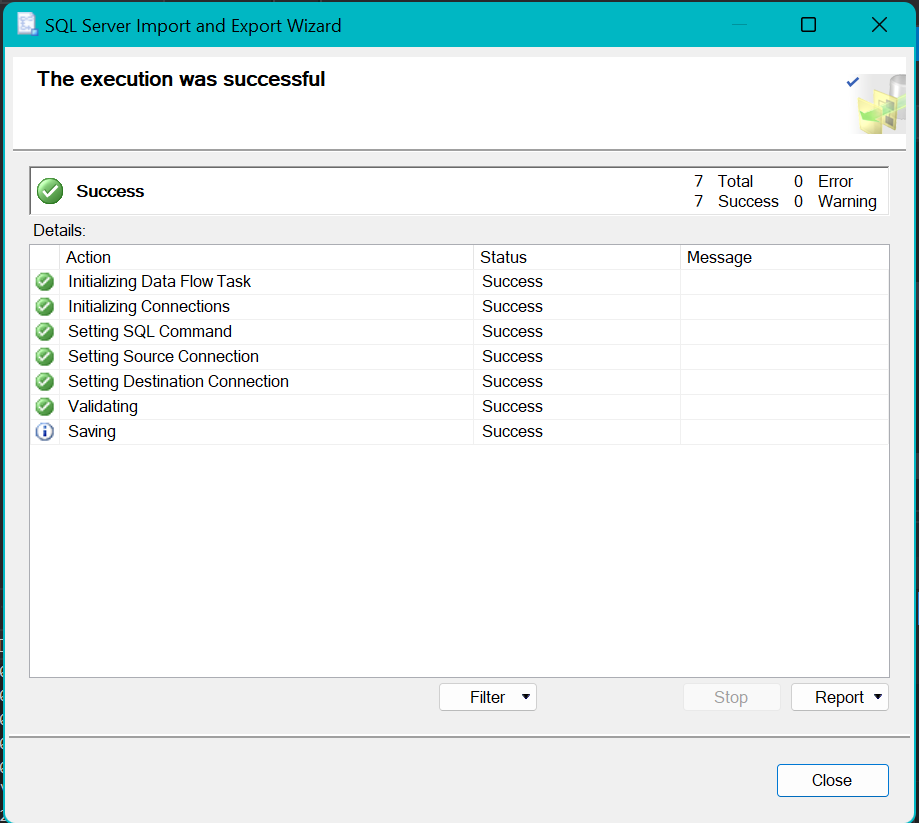 SQL Server Import and Export Wizard
The execution was successful
Success
7 Total 0 Error
7 Success 0 Warning
Details:
Action Status Message
Initializing Data Flow Task Success
Initializing Connections Success
Setting SQL Command Success
Setting Source Connection Success
Setting Destination Connection Success
Validating Success
Saving Success
Filter Stop Report
Close